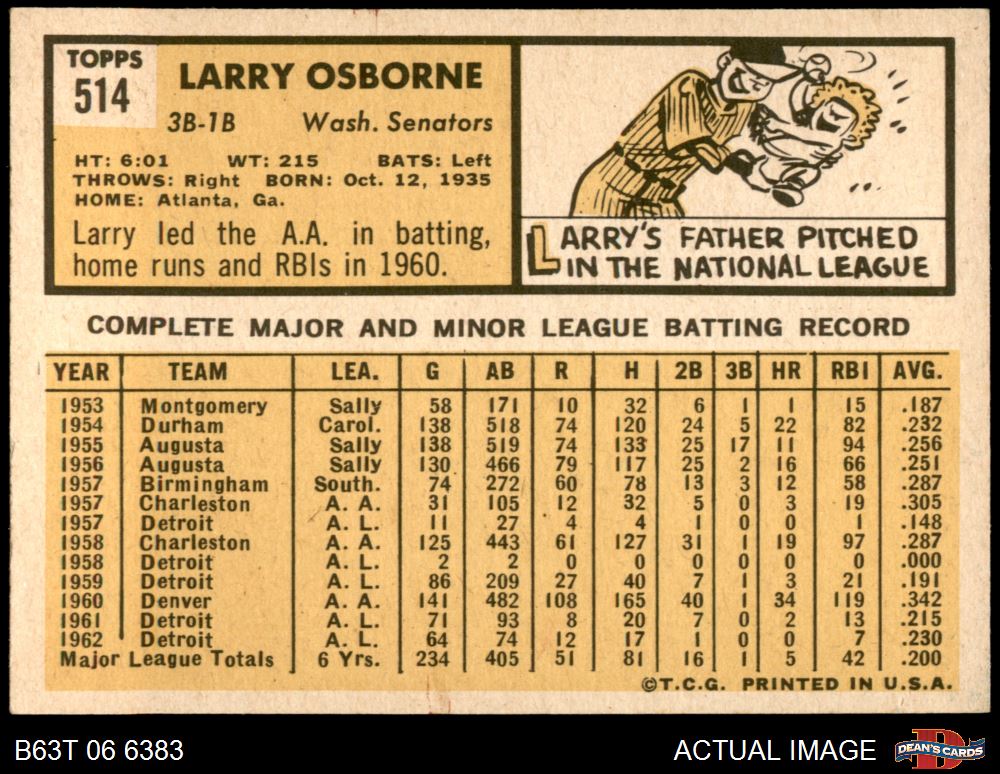 TOPPS
514
LARRY OSBORNE
3B-1B Wash. Senators
HT: 6:01 WT: 215 BATS: Left
THROWS: Right BORN: Oct. 12, 1935
HOME: Atlanta, Ga.
Larry led the A.A. in batting,
home runs and RBIs in 1960.
LARRY'S FATHER PITCHED
IN THE NATIONAL LEAGUE
COMPLETE MAJOR AND MINOR LEAGUE BATTING RECORD
YEAR TEAM LEA. G AB R H 2B 3B HR RBI AVG.
1953 Montgomery Sally 58 171 10 32 6 1 1 15 .187
1954 Durham Carol. 138 518 74 120 24 5 22 82 .232
1955 Augusta Sally 138 519 74 133 25 17 11 94 .256
1956 Augusta Sally 130 466 79 117 25 2 16 66 .251
1957 Birmingham South. 74 272 60 78 13 3 12 58 .287
1957 Charleston A. A. 31 105 12 32 5 0 3 19 .305
1957 Detroit A. L. 11 27 4 4 1 0 0 1 .148
1958 Charleston A. A. 125 443 61 127 31 1 19 97 .287
1958 Detroit A. L. 2 2 0 0 0 0 0 0 .000
1959 Detroit A. L. 86 209 27 40 7 1 3 21 .191
1960 Denver A. A. 141 482 108 165 40 1 34 119 .342
1961 Detroit A. L. 71 93 8 20 7 0 2 13 .215
1962 Detroit A. L. 64 74 12 17 1 0 0 7 .230
Major League Totals 6 Yrs. 234 405 51 81 16 1 5 42 .200
©T.C.G. PRINTED IN U.S.A.
B63T 06 6383 ACTUAL IMAGE DEAN'S CARDS